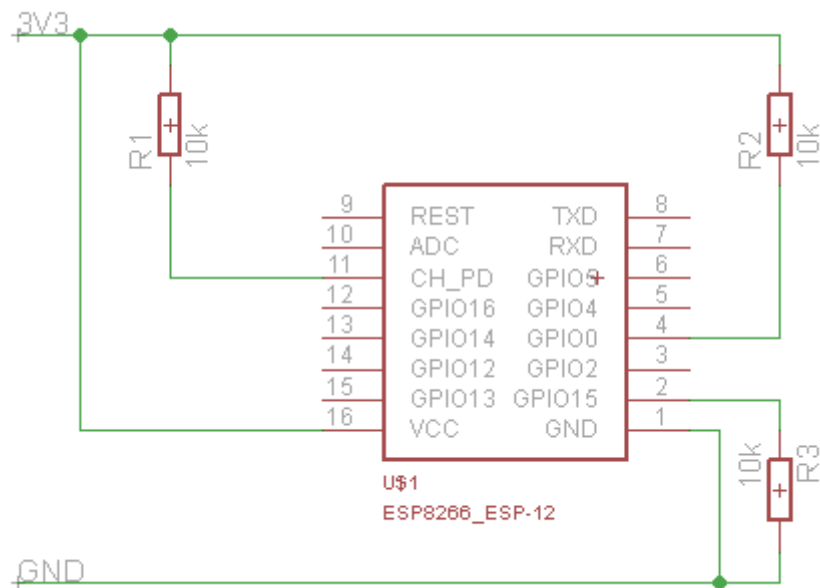 3V3
R1
10k
R2
10k
9 REST TXD 8
10 ADC RXD 7
11 CH_PD GPIO5 6
12 GPIO16 GPIO4 5
13 GPIO14 GPIO0 4
14 GPIO12 GPIO2 3
15 GPIO13 GPIO15 2
16 VCC GND 1
10k
R3
U$1
ESP8266_ESP-12
GND